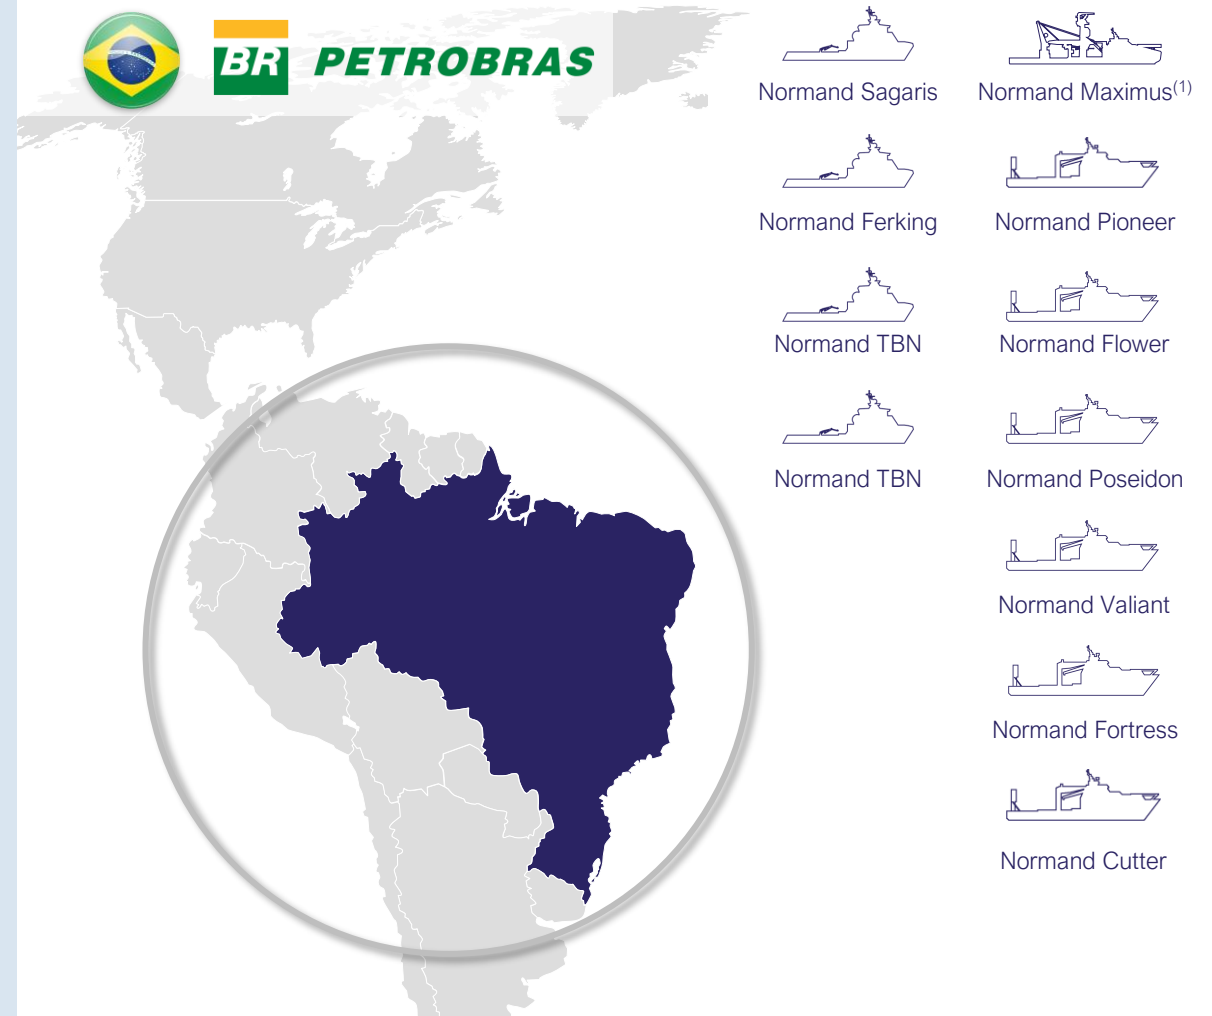 BR PETROBRAS
Normand Sagaris
Normand Maximus(1)
Normand Ferking
Normand Pioneer
Normand TBN
Normand Flower
Normand TBN
Normand Poseidon
Normand Valiant
Normand Fortress
Normand Cutter